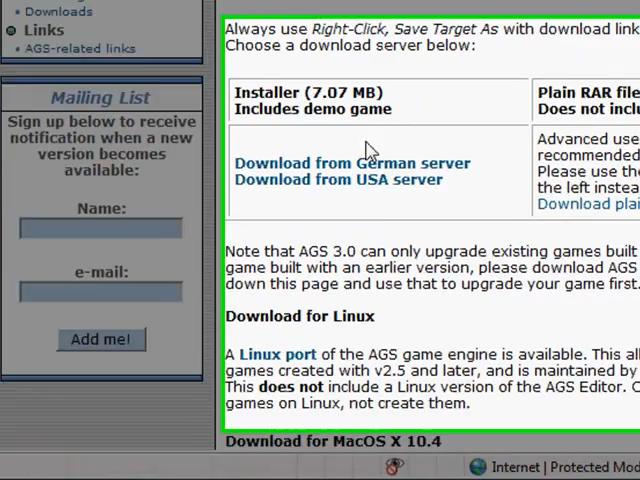 Downloads
Links
AGS-related links
Mailing List
Sign up below to receive
notification when a new
version becomes
available:
Name:
e-mail:
Add me!
Always use Right-Click, Save Target As with download link
Choose a download server below:
Installer (7.07 MB)
Includes demo game
Plain RAR file
Does not inclu
Download from German server
Download from USA server
Advanced use
recommended
Please use the
the left instea
Download plai
Note that AGS 3.0 can only upgrade existing games built
game built with an earlier version, please download AGS
down this page and use that to upgrade your game first.
Download for Linux
A Linux port of the AGS game engine is available. This all
games created with v2.5 and later, and is maintained by
This does not include a Linux version of the AGS Editor. C
games on Linux, not create them.
Download for MacOS X 10.4
Internet | Protected Mod